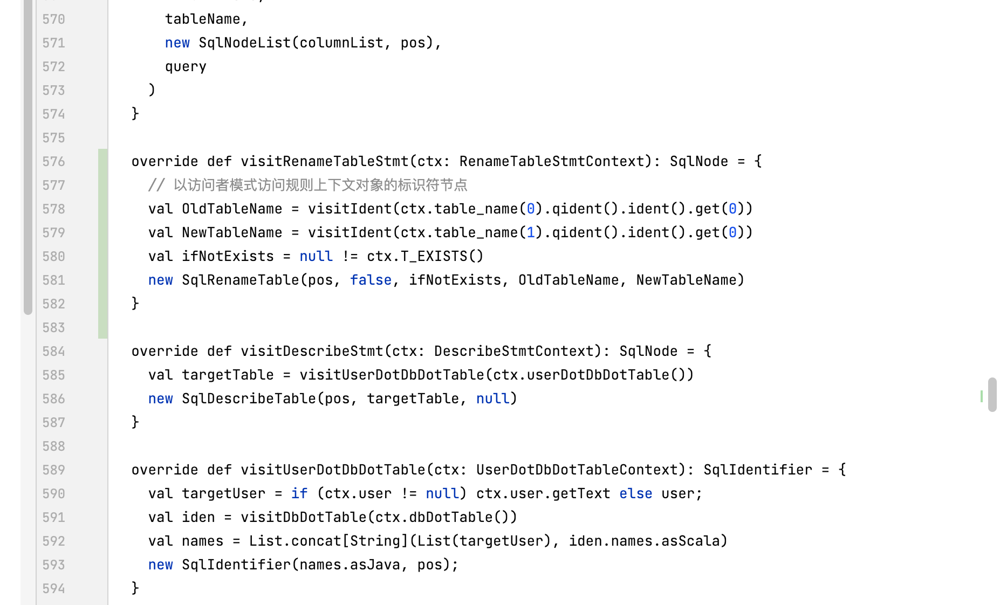 570 tableName,
571 new SqlNodeList(columnList, pos),
572 query
573 )
574 }
575
576 override def visitRenameTableStmt(ctx: RenameTableStmtContext): SqlNode = {
577 // 以访问者模式访问规则上下文对象的标识符节点
578 val OldTableName = visitIdent(ctx.table_name(0).qident().ident().get(0))
579 val NewTableName = visitIdent(ctx.table_name(1).qident().ident().get(0))
580 val ifNotExists = null != ctx.T_EXISTS()
581 new SqlRenameTable(pos, false, ifNotExists, OldTableName, NewTableName)
582 }
583
584 override def visitDescribeStmt(ctx: DescribeStmtContext): SqlNode = {
585 val targetTable = visitUserDotDbDotTable(ctx.userDotDbDotTable())
586 new SqlDescribeTable(pos, targetTable, null)
587 }
588
589 override def visitUserDotDbDotTable(ctx: UserDotDbDotTableContext): SqlIdentifier = {
590 val targetUser = if (ctx.user != null) ctx.user.getText else user;
591 val iden = visitDbDotTable(ctx.dbDotTable())
592 val names = List.concat[String](List(targetUser), iden.names.asScala)
593 new SqlIdentifier(names.asJava, pos);
594 }